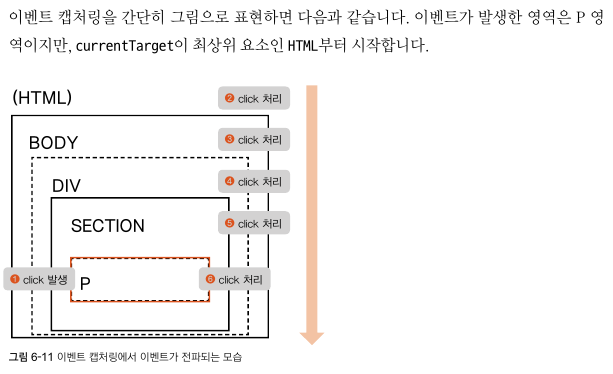 이벤트 캡처링을 간단히 그림으로 표현하면 다음과 같습니다. 이벤트가 발생한 영역은 P 영
역이지만, currentTarget이 최상위 요소인 HTML부터 시작합니다.
(HTML)
❷ click 처리
BODY
❸ click 처리
DIV
❹ click 처리
SECTION
❺ click 처리
❶ click 발생
P
❻ click 처리
그림 6-11 이벤트 캡처링에서 이벤트가 전파되는 모습